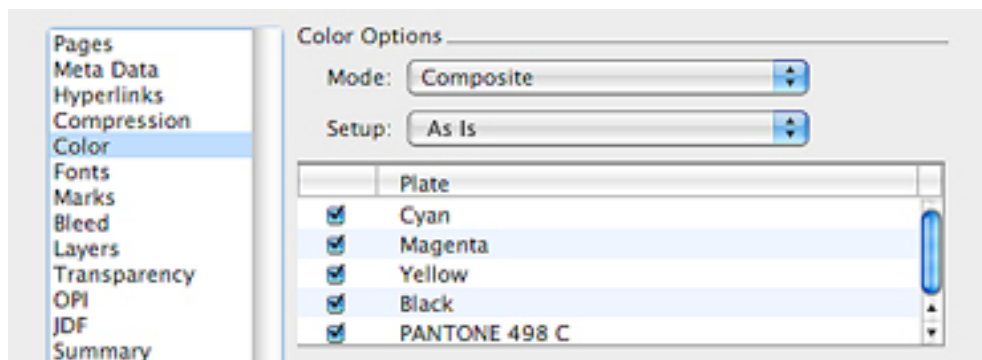 Pages
Meta Data
Hyperlinks
Compression
Color
Fonts
Marks
Bleed
Layers
Transparency
OPI
JDF
Summary
Color Options
Mode: Composite
Setup: As Is
Plate
Cyan
Magenta
Yellow
Black
PANTONE 498 C